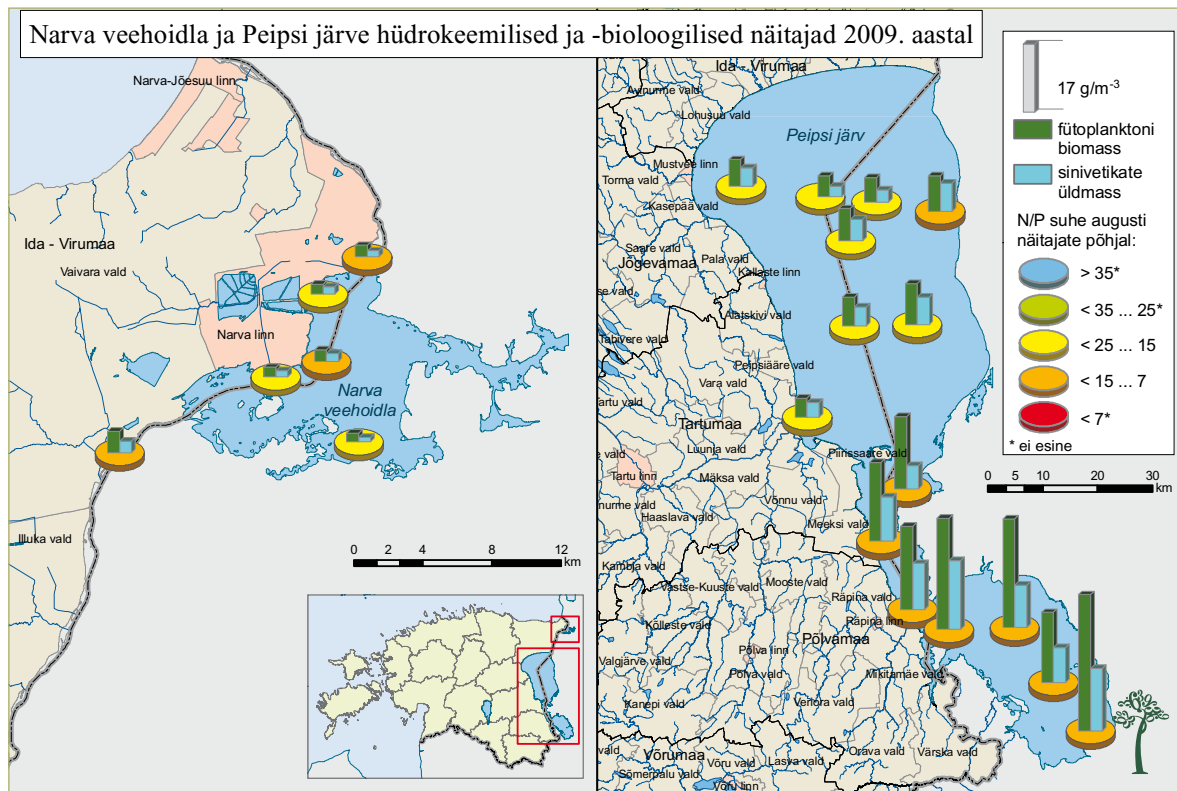 Narva veehoidla ja Peipsi järve hüdrokeemilised ja -bioloogilised näitajad 2009. aastal
Narva-Jõesuu linn
Ida - Virumaa
Vaivara vald
Narva linn
Narva
veehoidla
Illuka vald
0 2 4 8 12
km
Ida - Virumaa
Avinurme vald
Lohusuu vald
Peipsi järv
Mustvee linn
Torma vald
Kasepää vald
Saare vald
Pala vald
Jõgevamaa
Kallaste linn
Alatskivi vald
Tabivere vald
Peipsiääre vald
Vara vald
Tartu vald
Tartumaa
Piirissaare vald
Luunja vald
Tartu linn
Mäksa vald
Võnnu vald
Haaslava vald
Meeksi vald
Kambja vald
Mooste vald
Vastse-Kuuste vald
Räpina vald
Kõlleste vald
Räpina linn
Põlvamaa
Põlva linn
Valgjärve vald
Põlva vald
Mikitamäe vald
Kanepi vald
Veriora vald
Orava vald
Värska vald
Võrumaa
Võru vald
Lasva vald
Sõmerpalu vald
Võru linn
17 g/m-³
fütoplanktoni
biomass
sinivetikate
üldmass
N/P suhe augusti
näitajate põhjal:
> 35*
< 35 ... 25*
< 25 ... 15
< 15 ... 7
< 7*
* ei esine
0 5 10 20 30
km